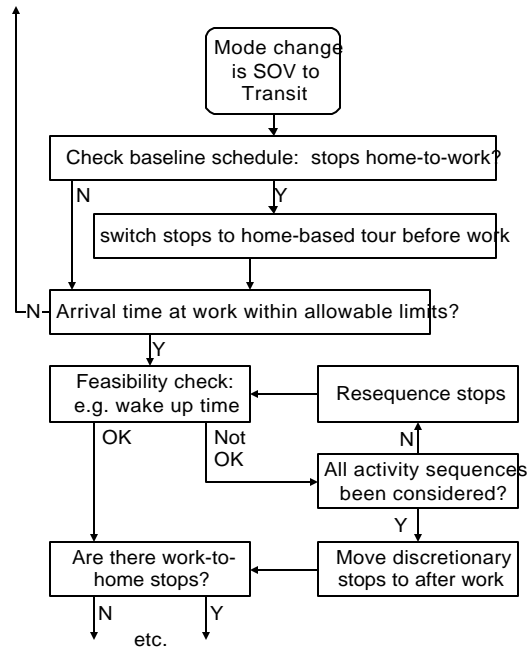 Mode change
is SOV to
Transit
Check baseline schedule: stops home-to-work?
N
Y
switch stops to home-based tour before work
N
Arrival time at work within allowable limits?
Y
Feasibility check:
e.g. wake up time
Resequence stops
OK
Not
OK
N
All activity sequences
been considered?
Y
Are there work-to-
home stops?
Move discretionary
stops to after work
N
Y
etc.